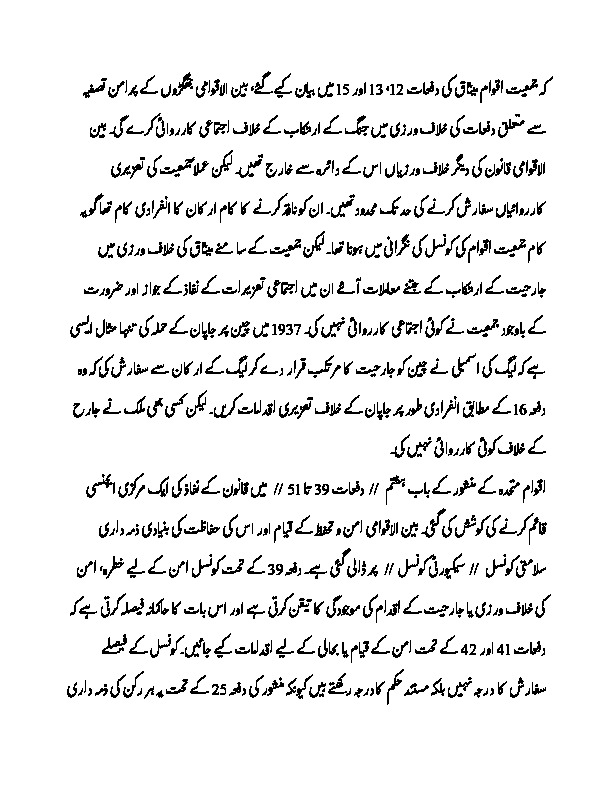 کہ جمعیت اقوام میثاق کی دفعات 12، 13 اور 15 میں بیان کیے گئے، بین الاقوامی جھگڑوں کے پرامن تصفیہ
سے متعلق دفعات کی خلاف ورزی میں جنگ کے ارتکاب کے خلاف اجتماعی کارروائی کرے گی۔ بین
الاقوامی قانون کی دیگر خلاف ورزیاں اس کے دائرہ سے خارج تھیں۔ لیکن عملا جمعیت کی تعزیری
کارروائیاں سفارش کرنے کی حد تک محدود تھیں۔ ان کو نافذ کرنے کا کام ارکان کا انفرادی کام تھا گو یہ
کام جمعیت اقوام کی کونسل کی نگرانی میں ہونا تھا۔ لیکن جمعیت کے سامنے میثاق کی خلاف ورزی میں
جارحیت کے ارتکاب کے جتنے معاملات آئے ان میں اجتماعی تعزیرات کے نفاذ کے جواز اور ضرورت
کے باوجود جمعیت نے کوئی اجتماعی کارروائی نہیں کی۔ 1937 میں چین پر جاپان کے حملہ کی تنہا مثال ایسی
ہے کہ لیگ کی اسمبلی نے چین کو جارحیت کا مرتکب قرار دے کر لیگ کے ارکان سے سفارش کی کہ وہ
دفعہ 16 کے مطابق انفرادی طور پر جاپان کے خلاف تعزیری اقدامات کریں۔ لیکن کسی بھی ملک نے جارح
کے خلاف کوئی کارروائی نہیں کی۔
اقوام متحدہ کے منشور کے باب ہشتم // دفعات 39 تا 51 // میں قانون کے نفاذ کی ایک مرکزی ایجنسی
قائم کرنے کی کوشش کی گئی۔ بین الاقوامی امن و تحفظ کے قیام اور اس کی حفاظت کی بنیادی ذمہ داری
سلامتی کونسل // سیکیورٹی کونسل // پر ڈالی گئی ہے۔ دفعہ 39 کے تحت کونسل امن کے لیے خطرہ، امن
کی خلاف ورزی یا جارحیت کے اقدام کی موجودگی کا تیقن کرتی ہے اور اس بات کا حاکمانہ فیصلہ کرتی ہے کہ
دفعات 41 اور 42 کے تحت امن کے قیام یا بحالی کے لیے اقدامات کیے جائیں۔ کونسل کے فیصلے
سفارش کا درجہ نہیں بلکہ مستند حکم کا درجہ رکھتے ہیں کیونکہ منشور کی دفعہ 25 کے تحت یہ ہر رکن کی ذمہ داری